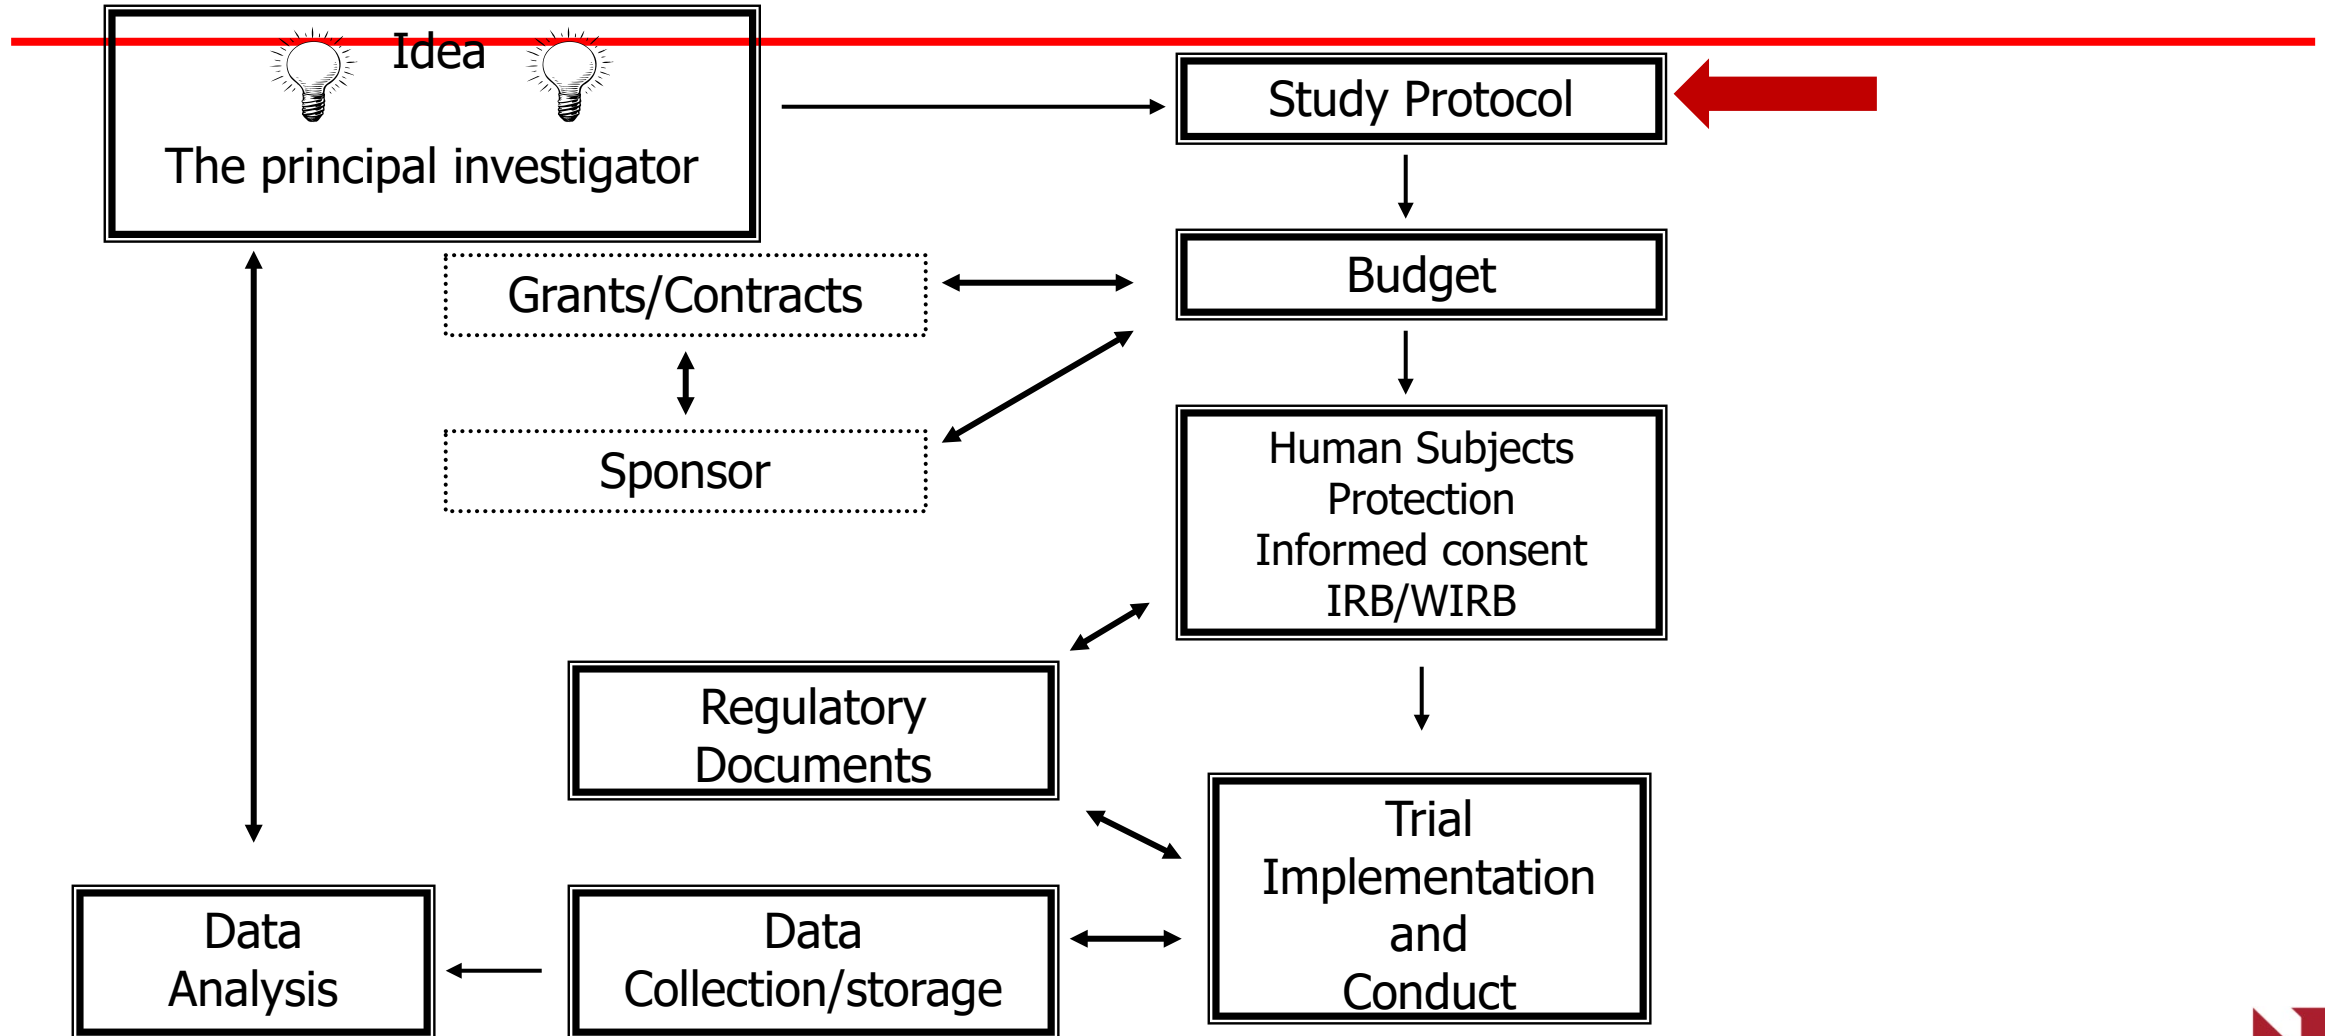 Idea
The principal investigator
Study Protocol
Grants/Contracts
Budget
Sponsor
Human Subjects
Protection
Informed consent
IRB/WIRB
Regulatory
Documents
Trial
Implementation
and
Conduct
Data
Analysis
Data
Collection/storage